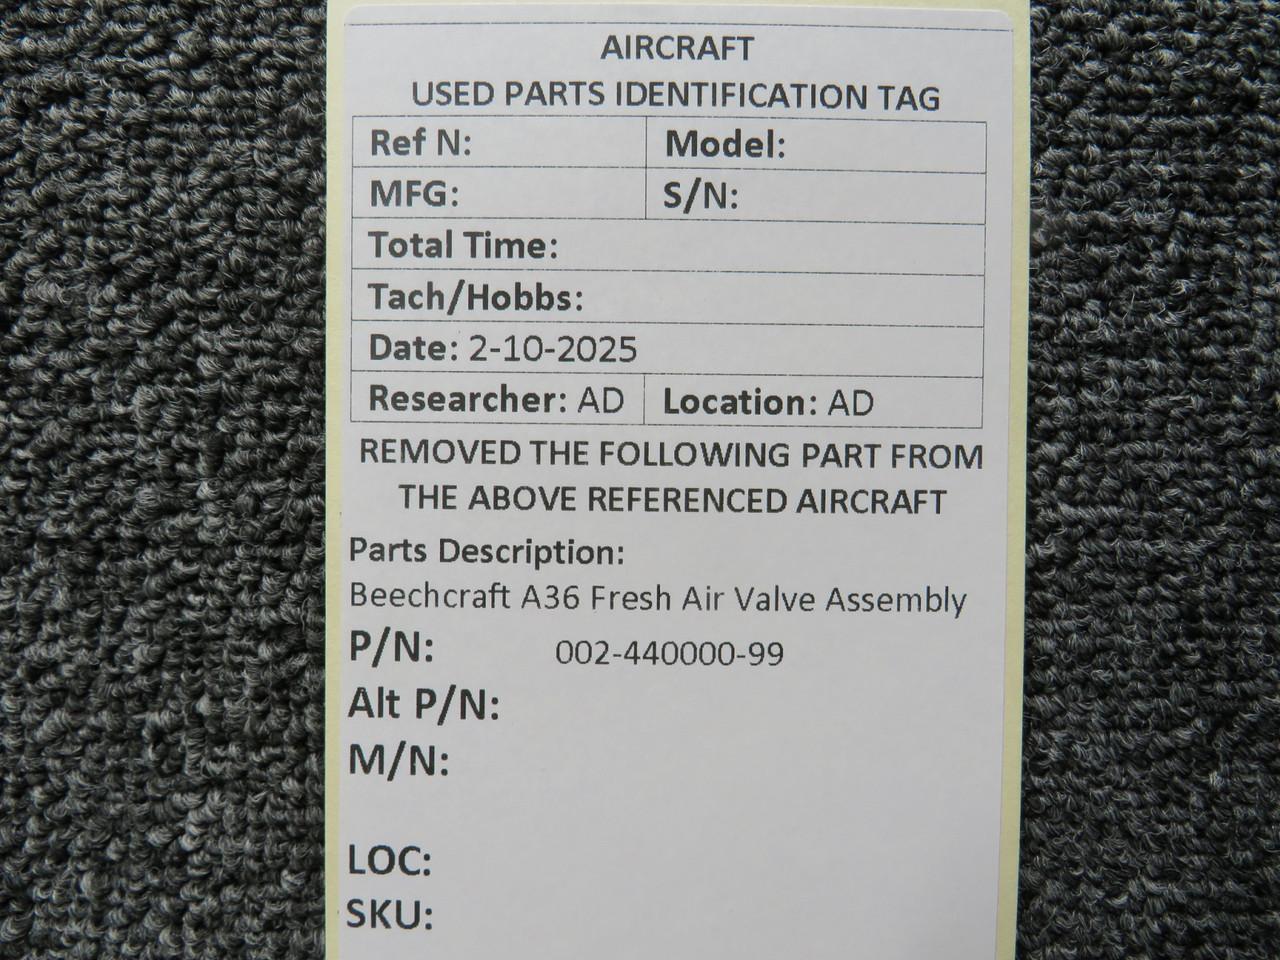 AIRCRAFT
USED PARTS IDENTIFICATION TAG
Ref N: Model:
MFG: S/N:
Total Time:
Tach/Hobbs:
Date: 2-10-2025
Researcher: AD Location: AD
REMOVED THE FOLLOWING PART FROM
THE ABOVE REFERENCED AIRCRAFT
Parts Description:
Beechcraft A36 Fresh Air Valve Assembly
P/N: 002-440000-99
Alt P/N:
M/N:
LOC:
SKU: